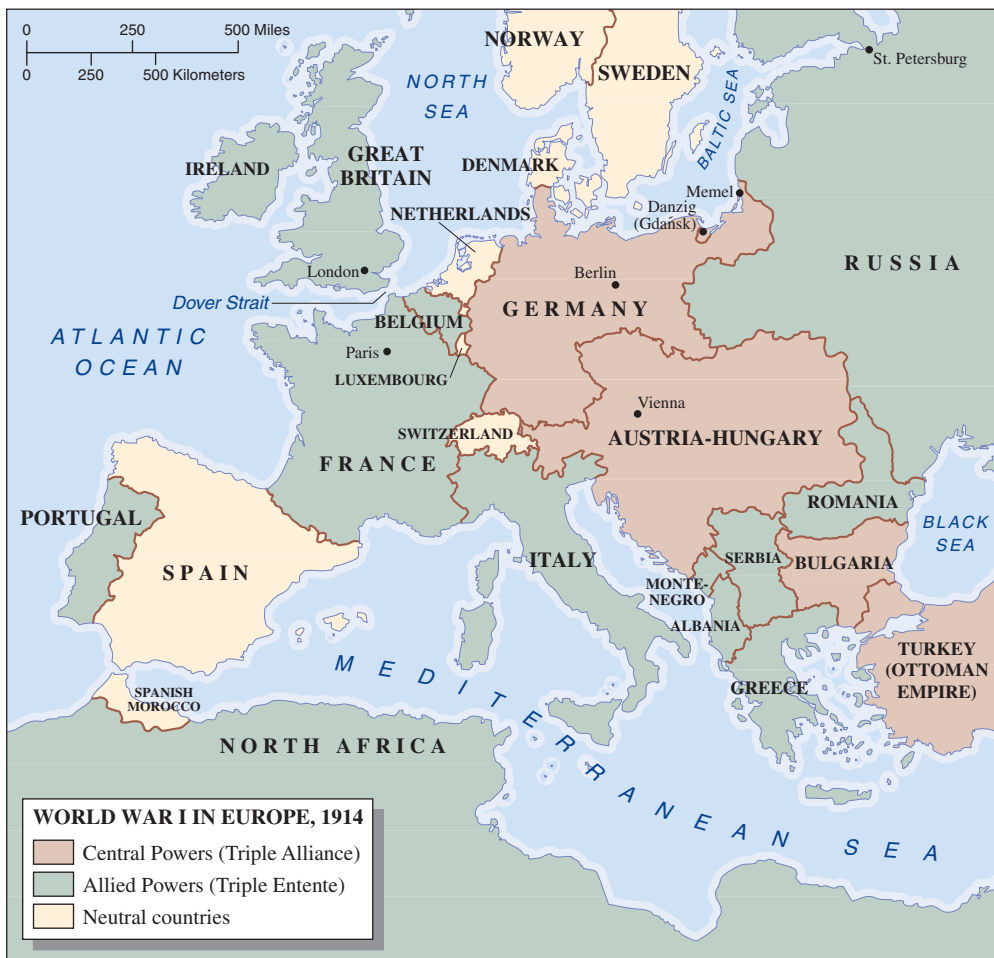 0 250 500 Miles
0 250 500 Kilometers
NORWAY
SWEDEN
St. Petersburg
NORTH
SEA
BALTIC SEA
IRELAND
GREAT
BRITAIN
DENMARK
Memel
Danzig
(Gdańsk)
NETHERLANDS
RUSSIA
London
Berlin
Dover Strait
GERMANY
BELGIUM
ATLANTIC
OCEAN
Paris
LUXEMBOURG
Vienna
SWITZERLAND
AUSTRIA-HUNGARY
FRANCE
ROMANIA
PORTUGAL
BLACK
SEA
SPAIN
ITALY
SERBIA
BULGARIA
MONTE-
NEGRO
ALBANIA
TURKEY
(OTTOMAN
EMPIRE)
GREECE
SPANISH
MOROCCO
MEDITERRANEAN SEA
NORTH AFRICA
WORLD WAR I IN EUROPE, 1914
Central Powers (Triple Alliance)
Allied Powers (Triple Entente)
Neutral countries